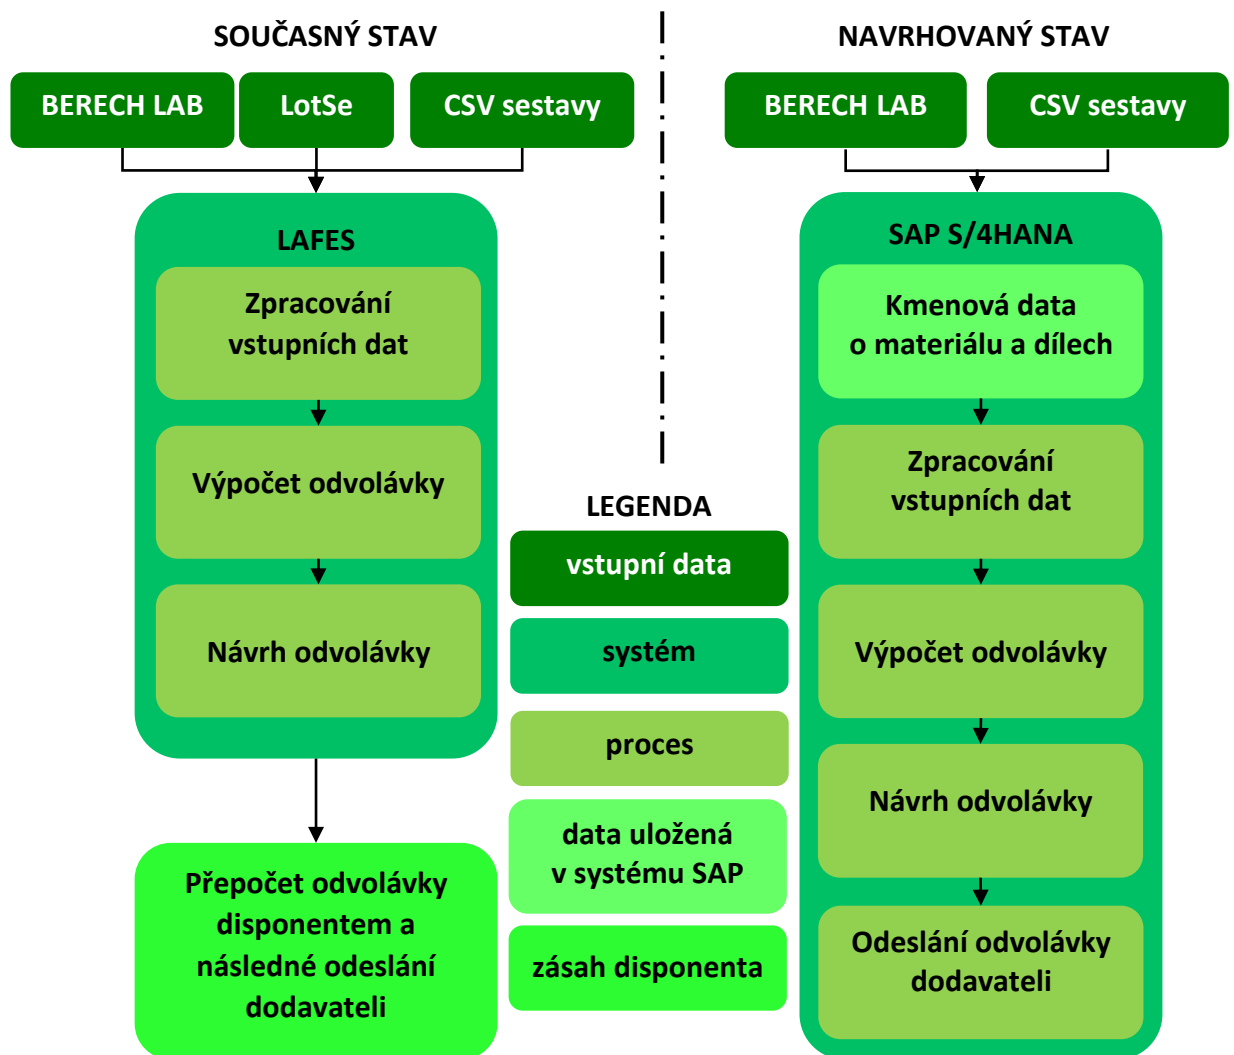 SOUČASNÝ STAV
BERECH LAB
LotSe
CSV sestavy
LAFES
Zpracování
vstupních dat
Výpočet odvolávky
Návrh odvolávky
Přepočet odvolávky
disponentem a
následné odeslání
dodavateli
LEGENDA
vstupní data
systém
proces
data uložená
v systému SAP
zásah disponenta
NAVRHOVANÝ STAV
BERECH LAB
CSV sestavy
SAP S/4HANA
Kmenová data
o materiálu a dílech
Zpracování
vstupních dat
Výpočet odvolávky
Návrh odvolávky
Odeslání odvolávky
dodavateli